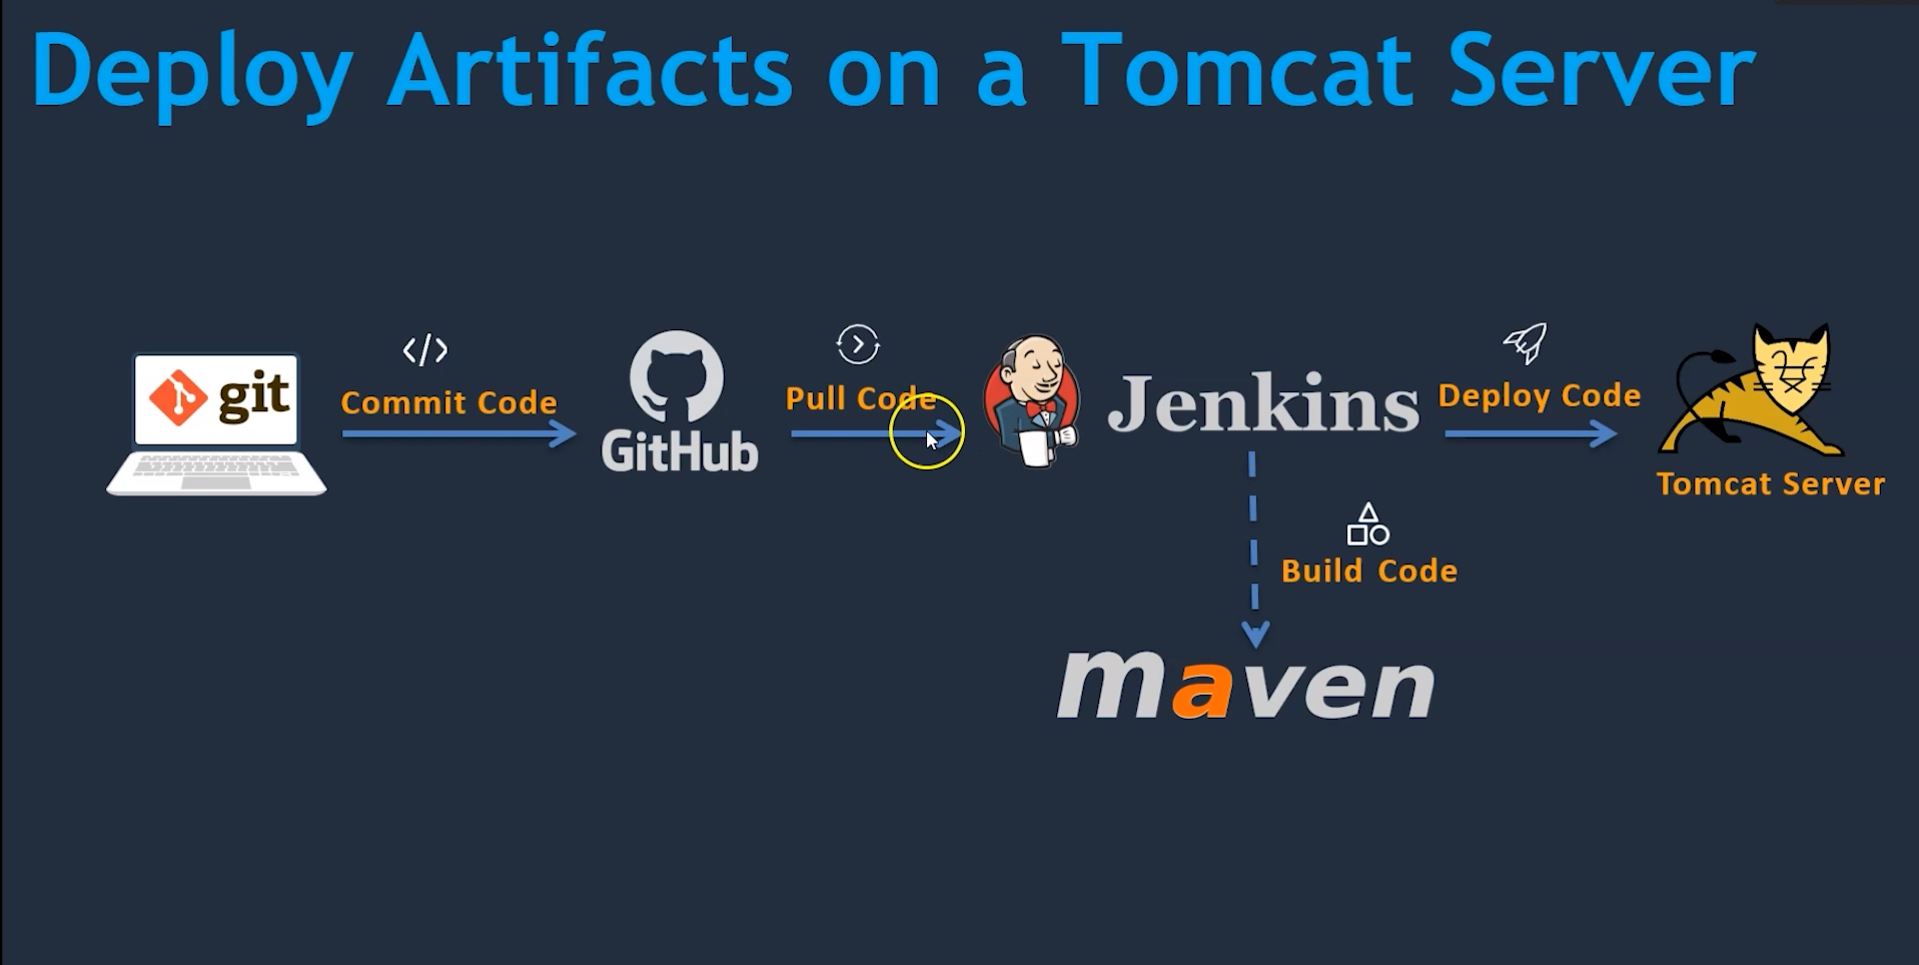 Deploy Artifacts on a Tomcat Server
git
</>
Commit Code
GitHub
Pull Code
Jenkins
Deploy Code
Tomcat Server
Build Code
maven